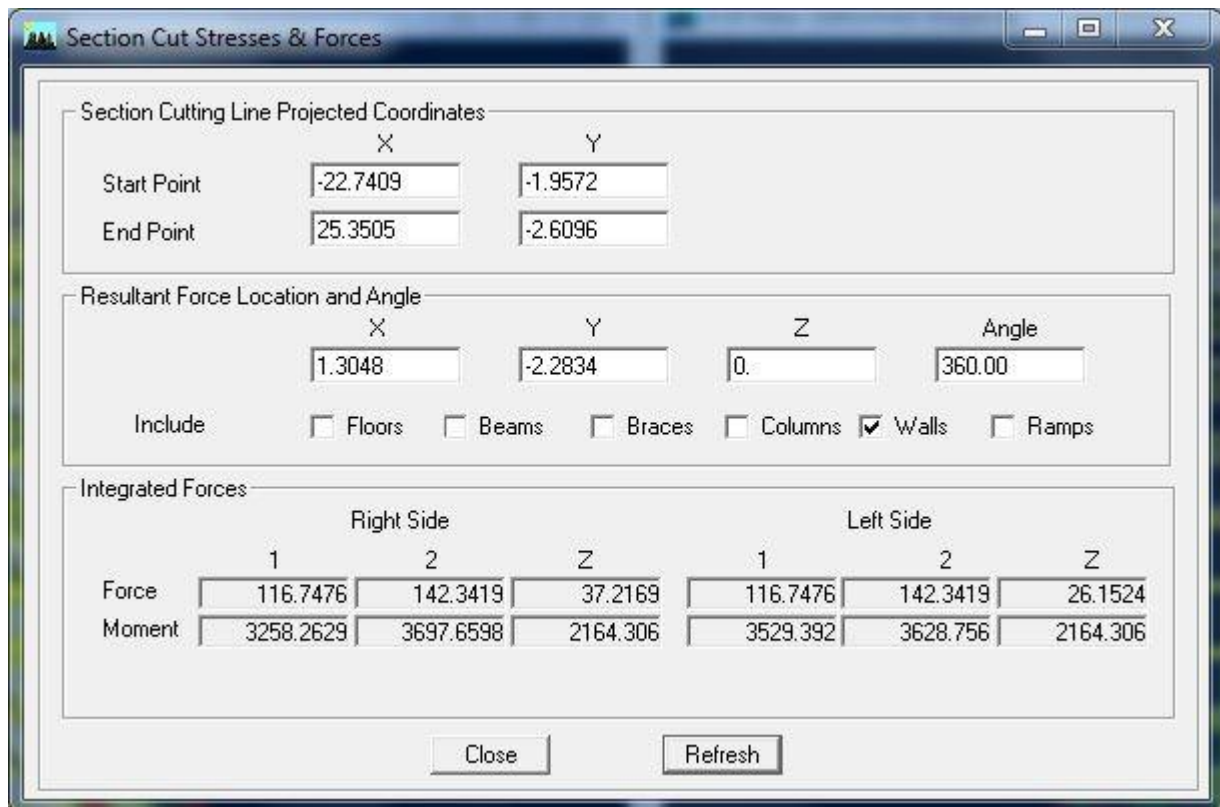 Section Cut Stresses & Forces
Section Cutting Line Projected Coordinates
X Y
Start Point -22.7409 -1.9572
End Point 25.3505 -2.6096
Resultant Force Location and Angle
X Y Z Angle
1.3048 -2.2834 0. 360.00
Include Floors Beams Braces Columns Walls Ramps
Integrated Forces
Right Side Left Side
1 2 Z 1 2 Z
Force 116.7476 142.3419 37.2169 116.7476 142.3419 26.1524
Moment 3258.2629 3697.6598 2164.306 3529.392 3628.756 2164.306
Close Refresh